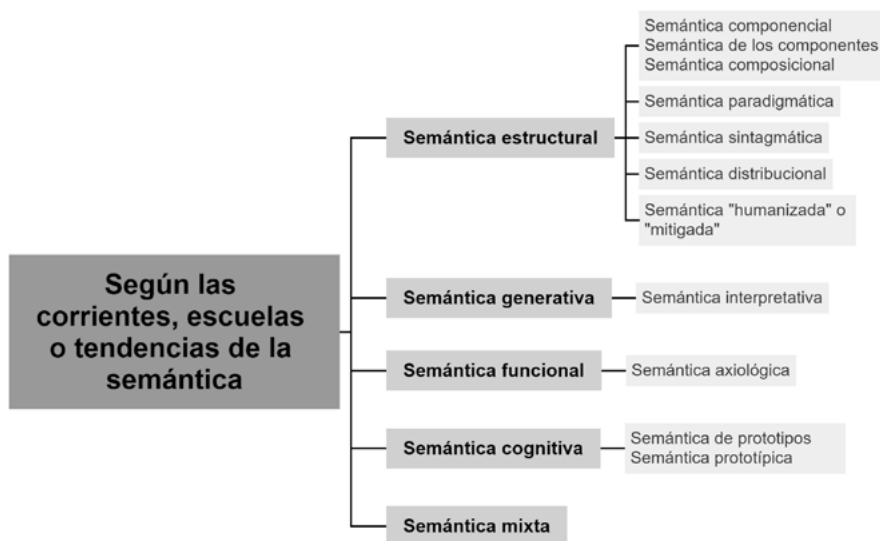 Según las
corrientes, escuelas
o tendencias de la
semántica
Semántica estructural
Semántica componencial
Semántica de los componentes
Semántica composicional
Semántica paradigmática
Semántica sintagmática
Semántica distribucional
Semántica "humanizada" o
"mitigada"
Semántica generativa
Semántica interpretativa
Semántica funcional
Semántica axiológica
Semántica cognitiva
Semántica de prototipos
Semántica prototípica
Semántica mixta